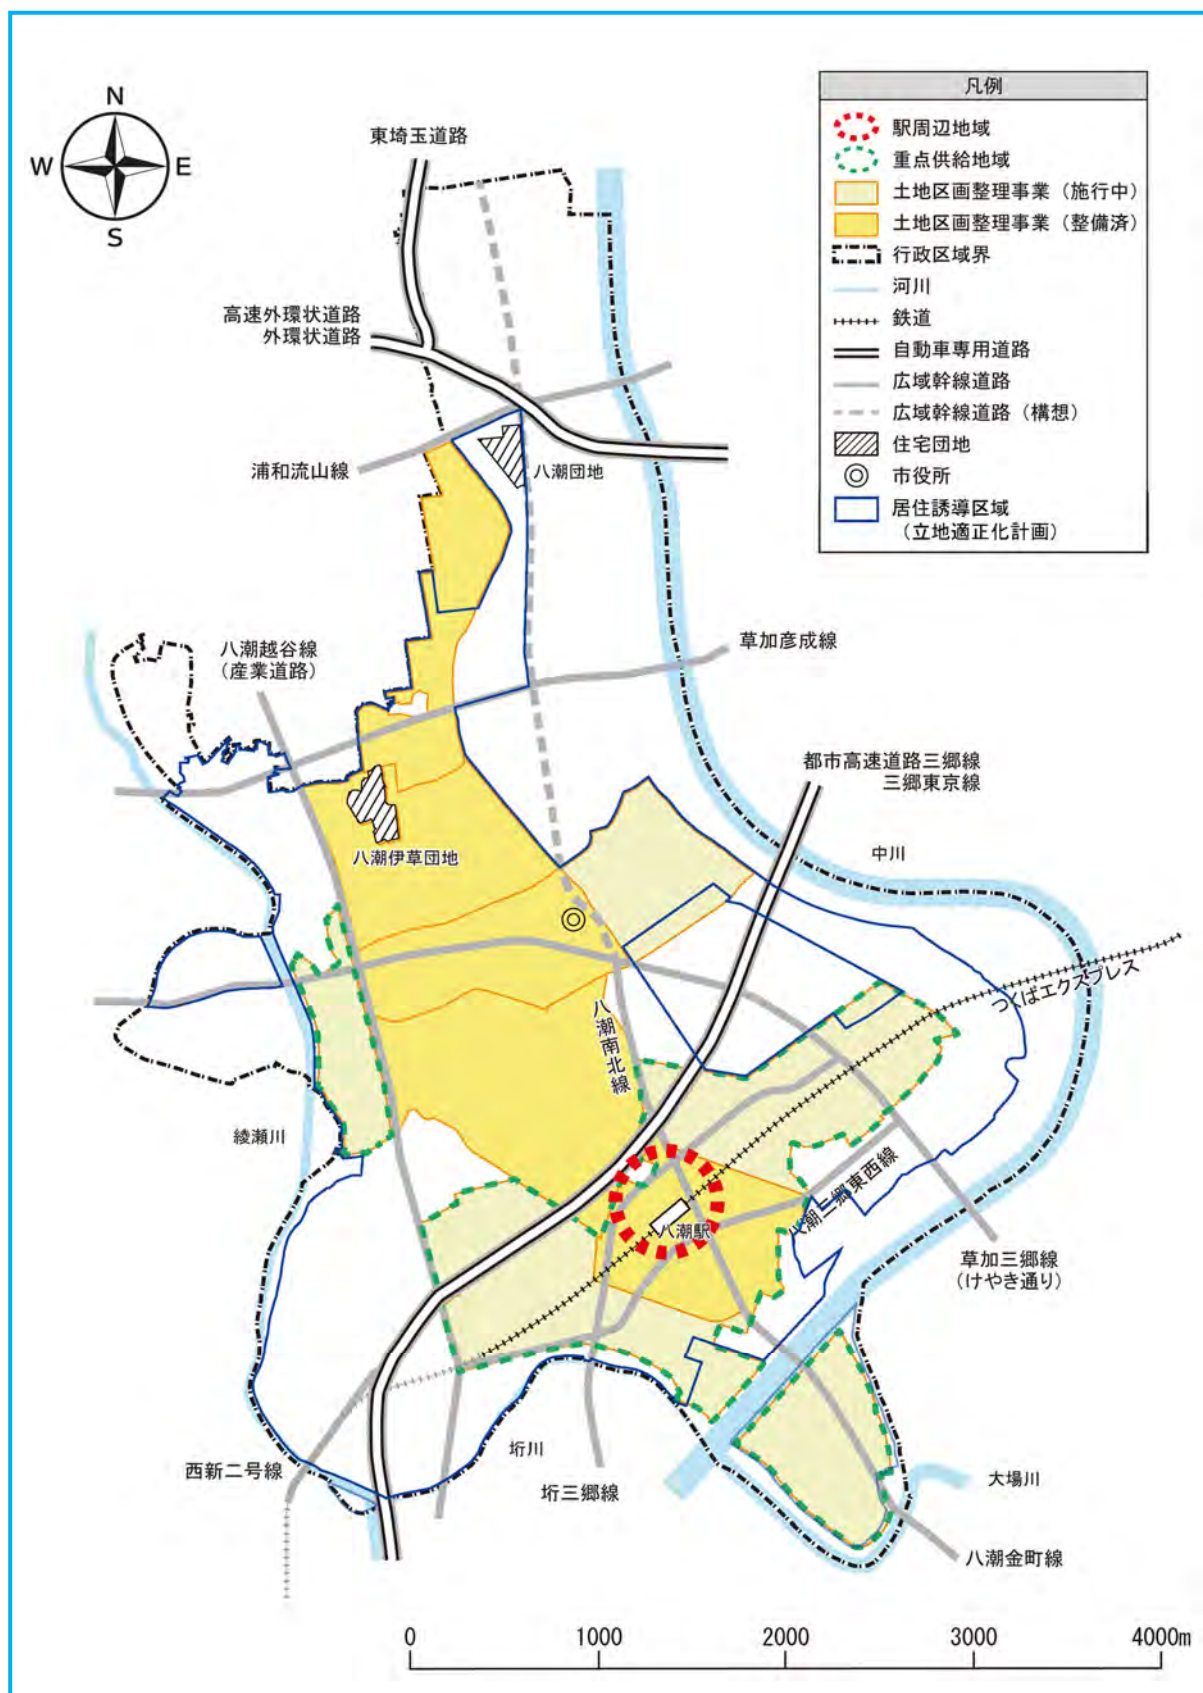 N
W
E
S
凡例
駅周辺地域
重点供給地域
土地区画整理事業（施行中）
土地区画整理事業（整備済）
行政区域界
河川
鉄道
自動車専用道路
広域幹線道路
広域幹線道路（構想）
住宅団地
市役所
居住誘導区域
（立地適正化計画）
東埼玉道路
高速外環状道路
外環状道路
浦和流山線
八潮団地
八潮越谷線
（産業道路）
草加彦成線
都市高速道路三郷線
三郷東京線
中川
八潮伊草団地
つくばエクスプレス
八潮南北線
綾瀬川
八潮三郷東西線
八潮駅
草加三郷線
（けやき通り）
垳川
西新二号線
垳三郷線
大場川
八潮金町線
0
1000
2000
3000
4000m